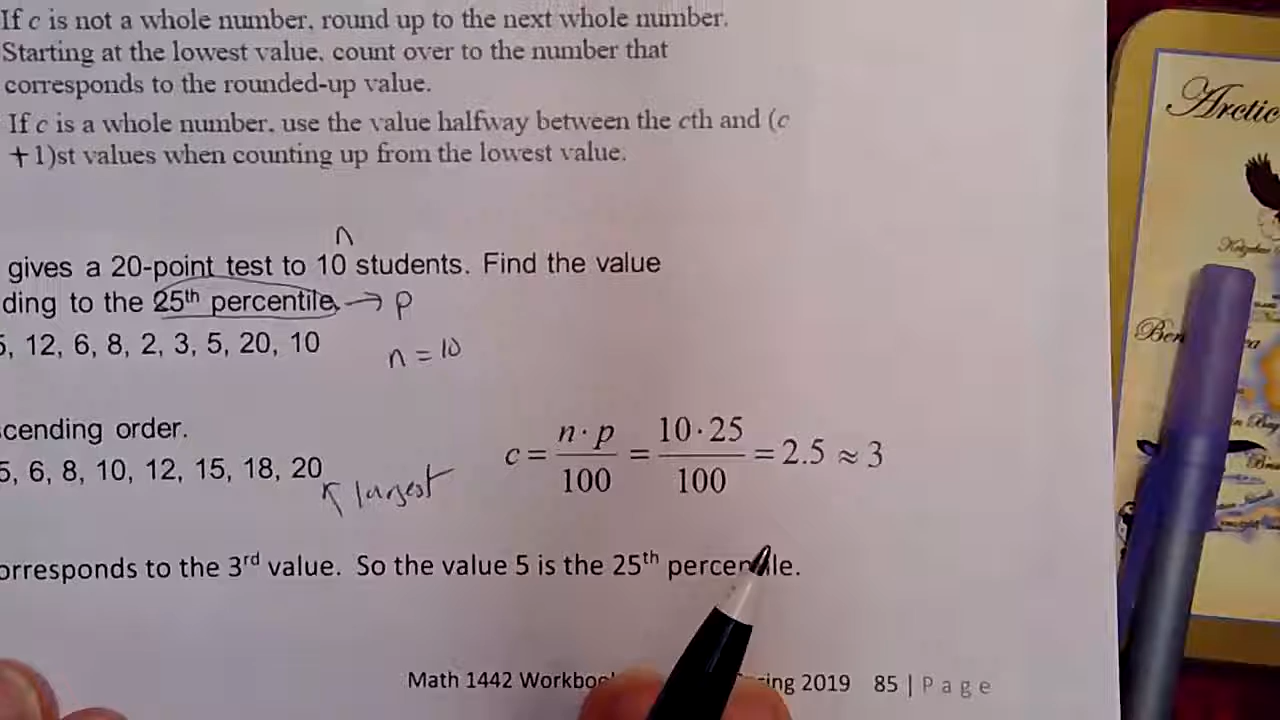 If c is not a whole number, round up to the next whole number.
Starting at the lowest value, count over to the number that
corresponds to the rounded-up value.
If c is a whole number, use the value halfway between the cth and (c
+1)st values when counting up from the lowest value.
n
gives a 20-point test to 10 students. Find the value
ding to the 25th percentile. → p
5, 12, 6, 8, 2, 3, 5, 20, 10
n = 10
cending order.
c = n · p / 100 = 10 · 25 / 100 = 2.5 ≈ 3
5, 6, 8, 10, 12, 15, 18, 20
↖ largest
orresponds to the 3rd value. So the value 5 is the 25th percentile.
Math 1442 Workboo ing 2019 85 | Page
Arctic
Ben